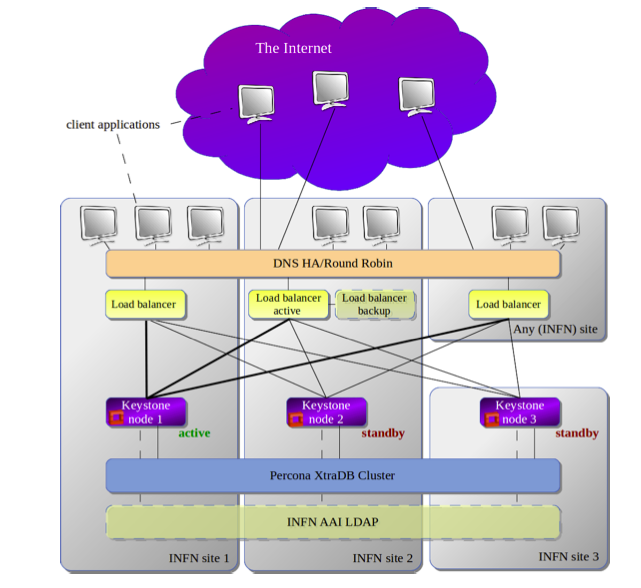 The Internet
client applications
DNS HA/Round Robin
Load balancer
Load balancer
active
Load balancer
backup
Load balancer
Any (INFN) site
Keystone
node 1
Keystone
node 2
Keystone
node 3
active
standby
standby
Percona XtraDB Cluster
INFN AAI LDAP
INFN site 1
INFN site 2
INFN site 3